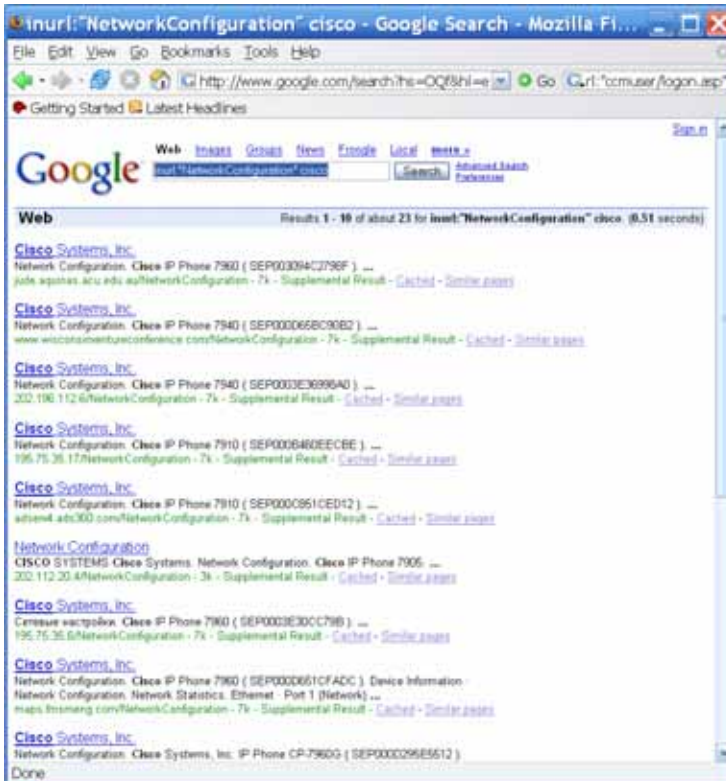 inurl:"NetworkConfiguration" cisco - Google Search - Mozilla Fi...
File Edit View Go Bookmarks Tools Help
http://www.google.com/search?hs=OQf&hl=e Go rl:"ccmuser/logon.asp"
Getting Started Latest Headlines
Sign in
Google
Web Images Groups News Froogle Local more »
inurl:"NetworkConfiguration" cisco Search Advanced Search
Preferences
Web Results 1 - 10 of about 23 for inurl:"NetworkConfiguration" cisco. (0.51 seconds)
Cisco Systems, Inc.
Network Configuration. Cisco IP Phone 7960 ( SEP003094C2796F ). ...
jude.aquinas.acu.edu.au/NetworkConfiguration - 7k - Supplemental Result - Cached - Similar pages
Cisco Systems, Inc.
Network Configuration. Cisco IP Phone 7940 ( SEP000D65BC90B2 ). ...
/NetworkConfiguration - 7k - Supplemental Result - Cached - Similar pages
Cisco Systems, Inc.
Network Configuration. Cisco IP Phone 7940 ( SEP0003E36998A0 ). ...
202.196.112.6/NetworkConfiguration - 7k - Supplemental Result - Cached - Similar pages
Cisco Systems, Inc.
Network Configuration. Cisco IP Phone 7910 ( SEP000B460EECBE ). ...
195.75.35.17/NetworkConfiguration - 7k - Supplemental Result - Cached - Similar pages
Cisco Systems, Inc.
Network Configuration. Cisco IP Phone 7910 ( SEP000C851CED12 ). ...
/NetworkConfiguration - 7k - Supplemental Result - Cached - Similar pages
Network Configuration
CISCO SYSTEMS Cisco Systems. Network Configuration. Cisco IP Phone 7905. ...
202.112.20.4/NetworkConfiguration - 3k - Supplemental Result - Cached - Similar pages
Cisco Systems, Inc.
Сетевые настройки. Cisco IP Phone 7960 ( SEP0003E30CC79B ). ...
195.75.35.6/NetworkConfiguration - 7k - Supplemental Result - Cached - Similar pages
Cisco Systems, Inc.
Network Configuration. Cisco IP Phone 7960 ( SEP000D651CFADC ). Device Information ·
Network Configuration. Network Statistics. Ethernet · Port 1 (Network) ...
/NetworkConfiguration - 7k - Supplemental Result - Cached - Similar pages
Cisco Systems, Inc.
Network Configuration. Cisco Systems, Inc. IP Phone CP-7960G ( SEP000D295E5512 ).
Done